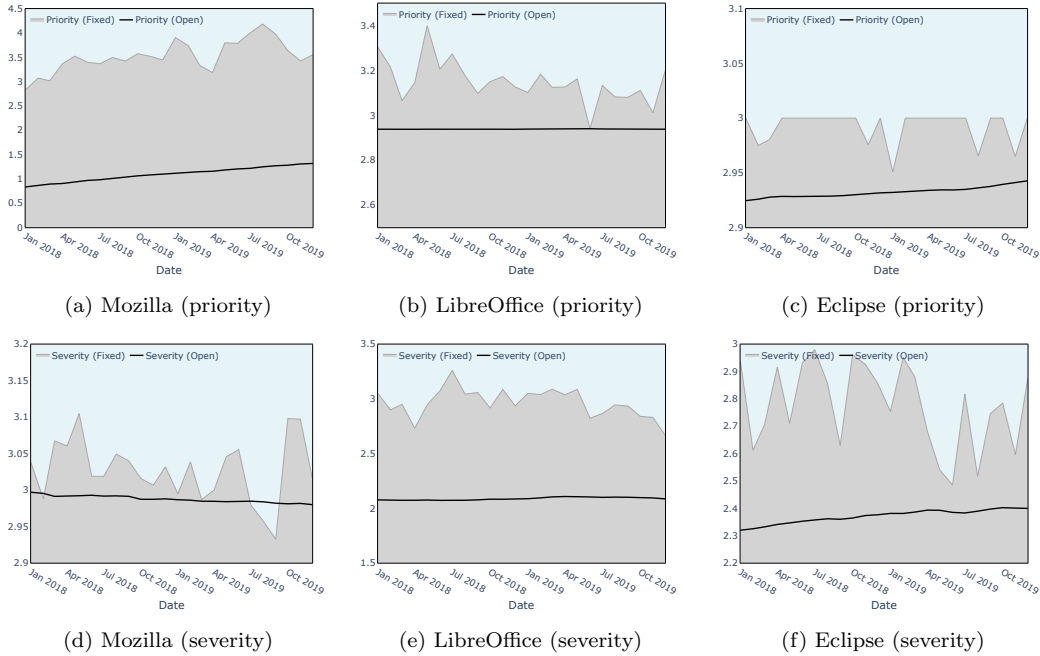 4.5
4
3.5
3
2.5
2
1.5
1
0.5
0
Priority (Fixed) Priority (Open)
Jan 2018 Apr 2018 Jul 2018 Oct 2018 Jan 2019 Apr 2019 Jul 2019 Oct 2019
Date
(a) Mozilla (priority)
3.4
3.2
3
2.8
2.6
Priority (Fixed) Priority (Open)
Jan 2018 Apr 2018 Jul 2018 Oct 2018 Jan 2019 Apr 2019 Jul 2019 Oct 2019
Date
(b) LibreOffice (priority)
3.1
3.05
3
2.95
2.9
Priority (Fixed) Priority (Open)
Jan 2018 Apr 2018 Jul 2018 Oct 2018 Jan 2019 Apr 2019 Jul 2019 Oct 2019
Date
(c) Eclipse (priority)
3.2
3.15
3.1
3.05
3
2.95
2.9
Severity (Fixed) Severity (Open)
Jan 2018 Apr 2018 Jul 2018 Oct 2018 Jan 2019 Apr 2019 Jul 2019 Oct 2019
Date
(d) Mozilla (severity)
3.5
3
2.5
2
1.5
Severity (Fixed) Severity (Open)
Jan 2018 Apr 2018 Jul 2018 Oct 2018 Jan 2019 Apr 2019 Jul 2019 Oct 2019
Date
(e) LibreOffice (severity)
3
2.9
2.8
2.7
2.6
2.5
2.4
2.3
2.2
Severity (Fixed) Severity (Open)
Jan 2018 Apr 2018 Jul 2018 Oct 2018 Jan 2019 Apr 2019 Jul 2019 Oct 2019
Date
(f) Eclipse (severity)